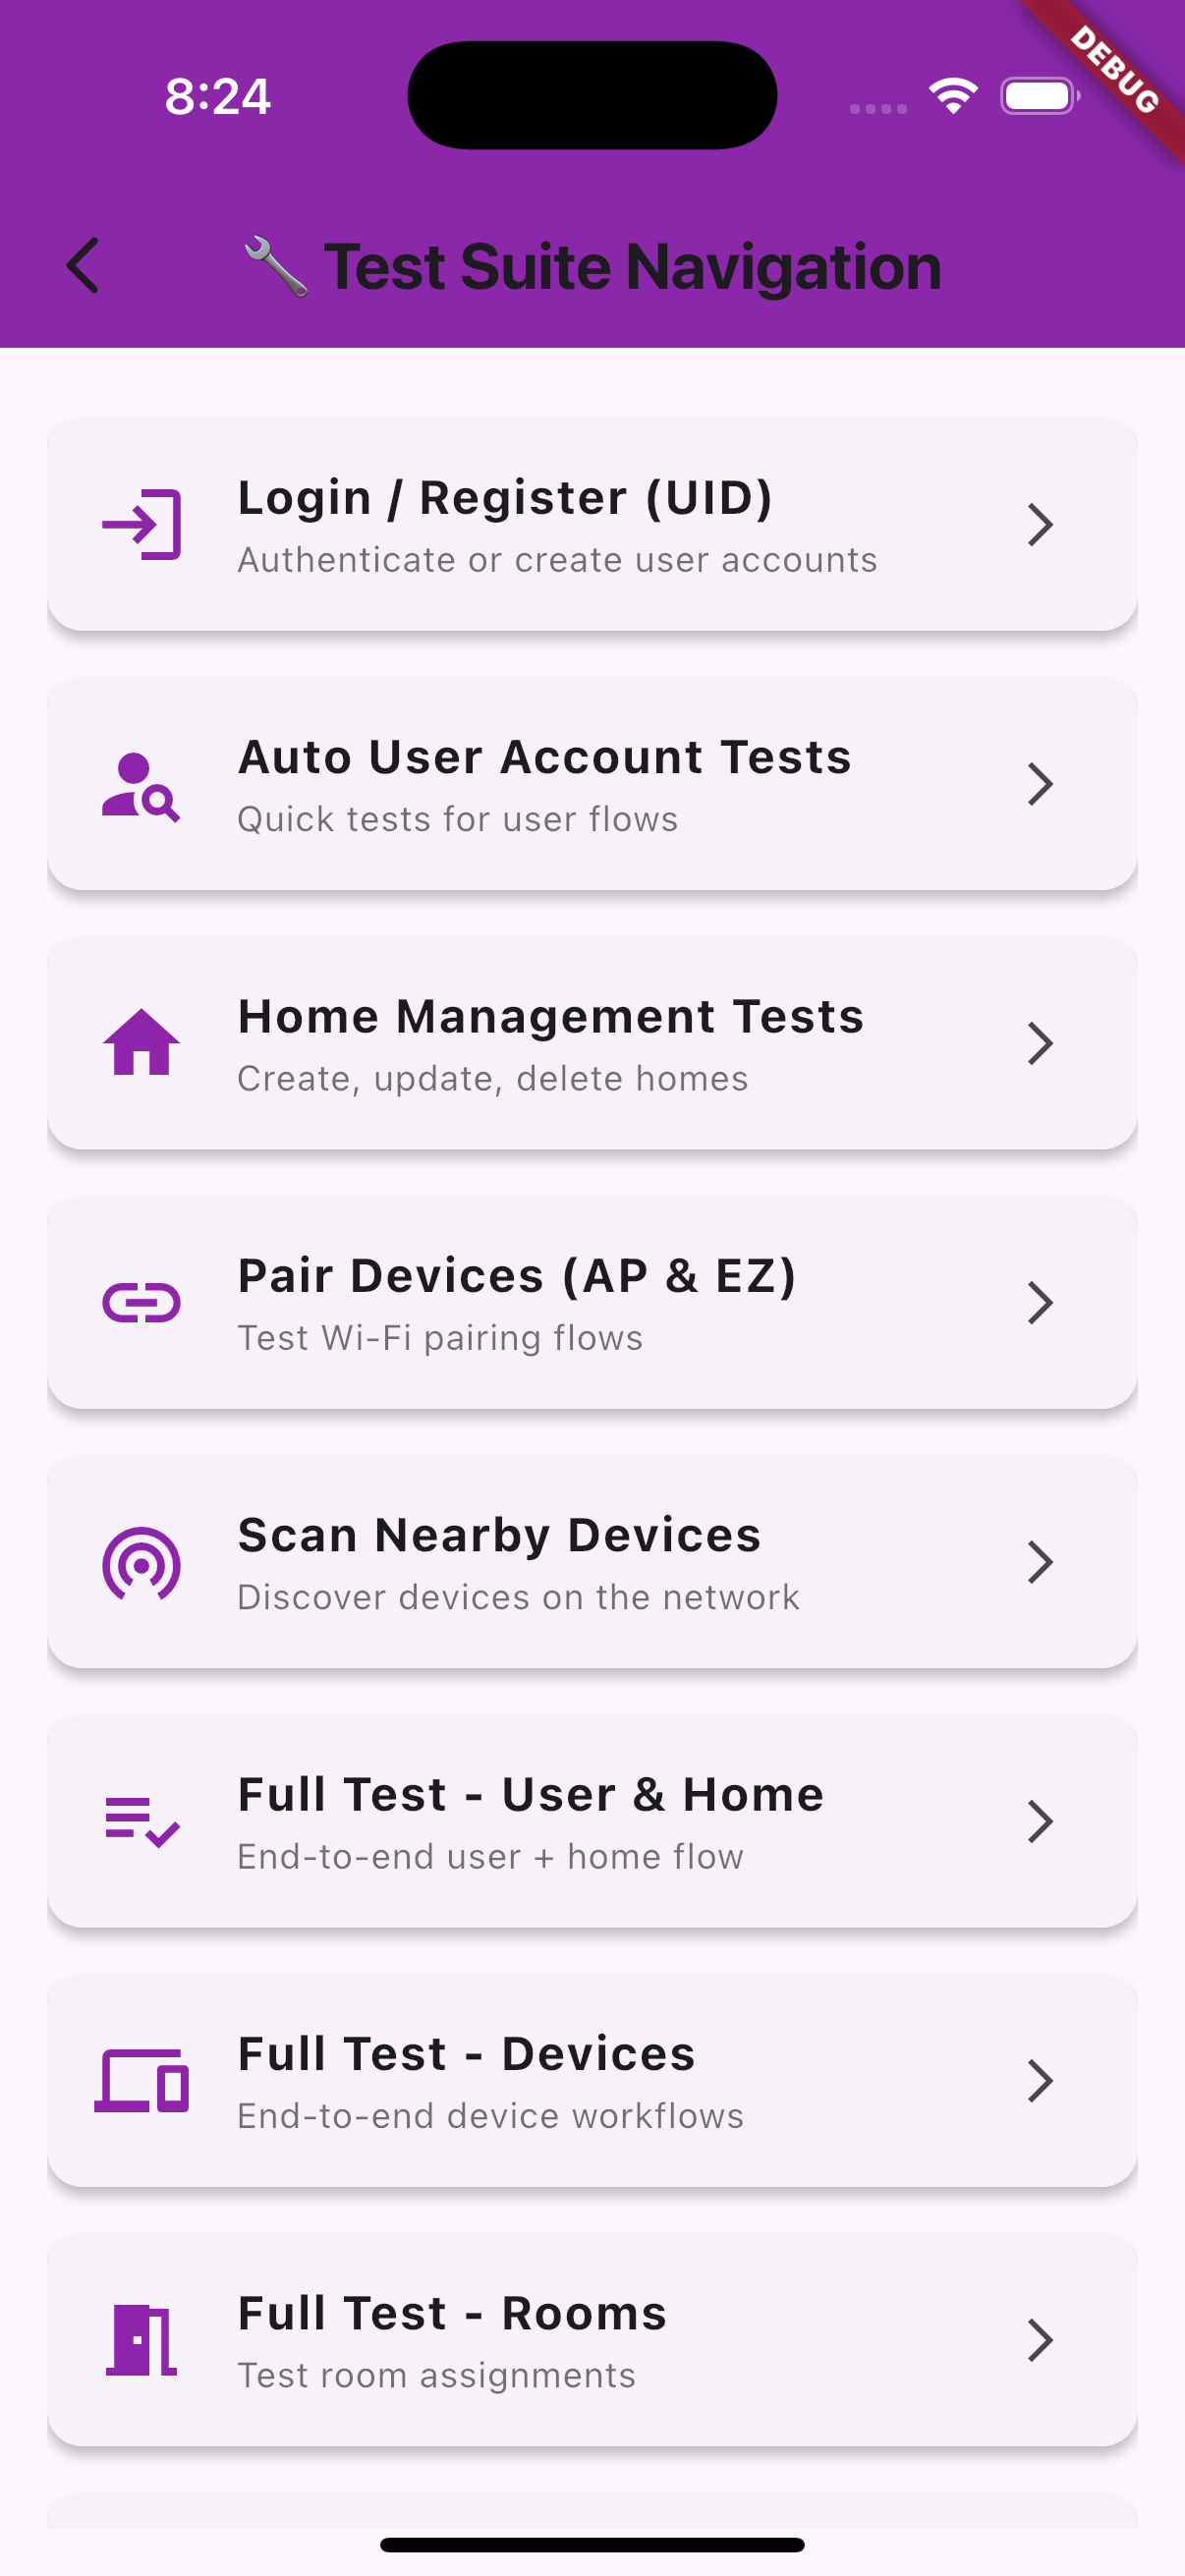 8:24
DEBUG
🔧 Test Suite Navigation
Login / Register (UID)
Authenticate or create user accounts
Auto User Account Tests
Quick tests for user flows
Home Management Tests
Create, update, delete homes
Pair Devices (AP & EZ)
Test Wi-Fi pairing flows
Scan Nearby Devices
Discover devices on the network
Full Test - User & Home
End-to-end user + home flow
Full Test - Devices
End-to-end device workflows
Full Test - Rooms
Test room assignments